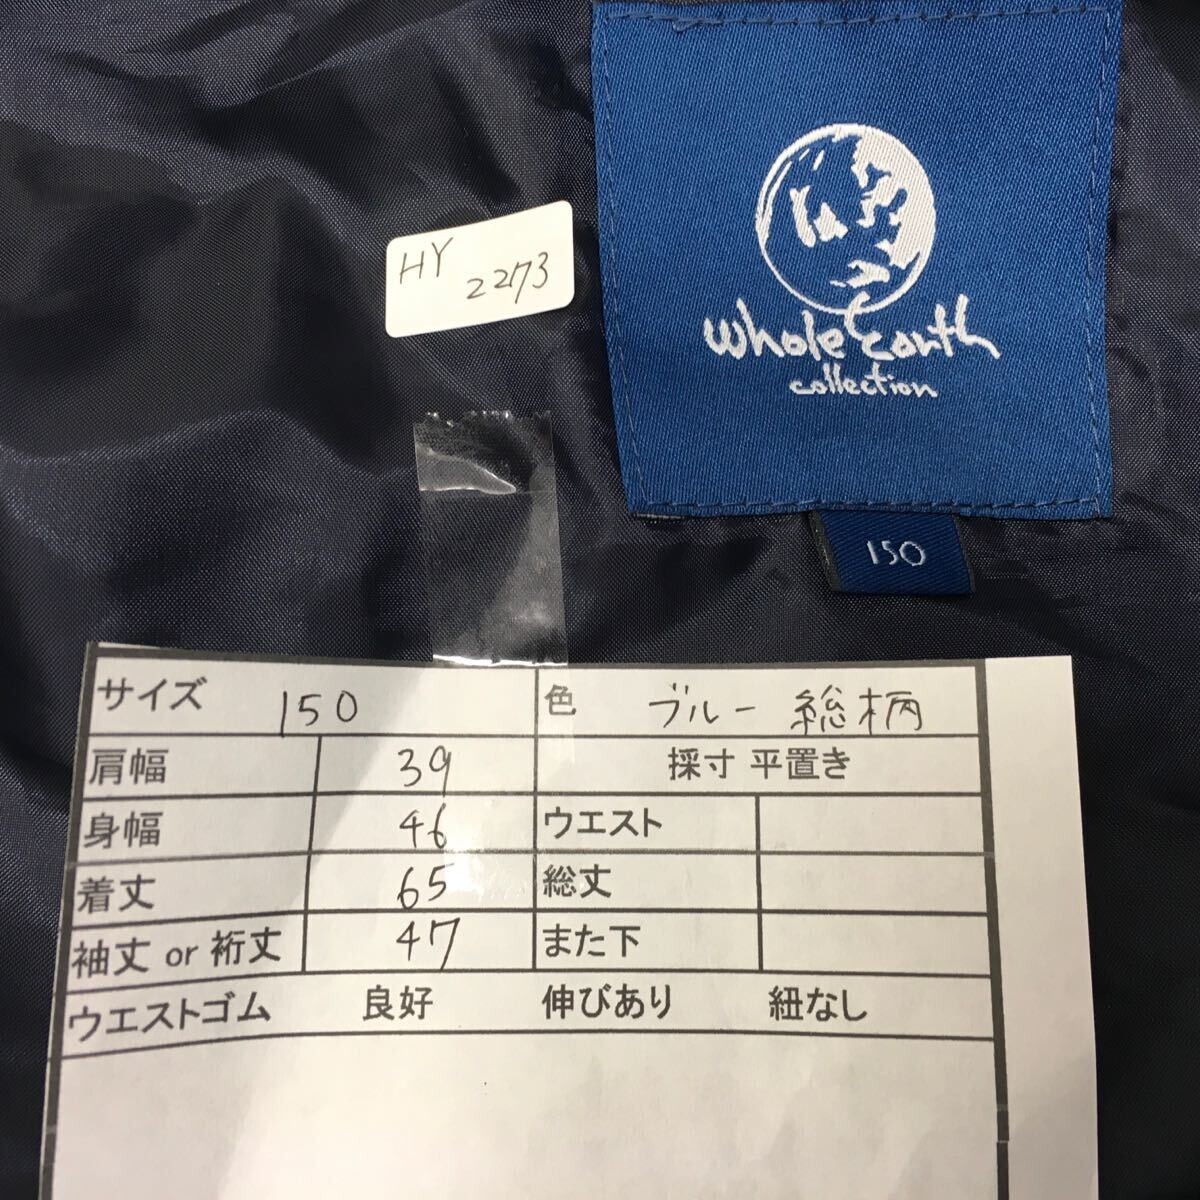 HY
2273
Whole Earth
collection
150
サイズ 150 色 ブルー 総柄
肩幅 39 採寸 平置き
身幅 46 ウエスト
着丈 65 総丈
袖丈 or 裄丈 47 また下
ウエストゴム 良好 伸びあり 紐なし